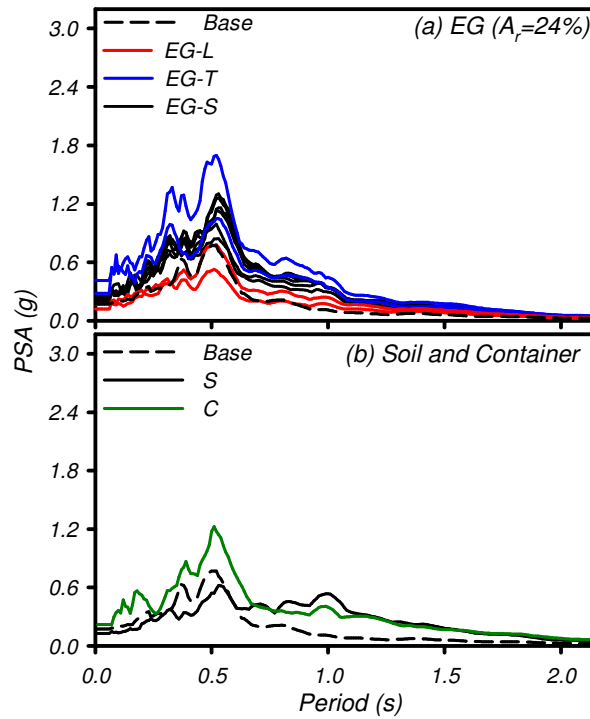 3.0
2.4
1.8
1.2
0.6
0.0
Base
EG-L
EG-T
EG-S
(a) EG (A_r=24%)
PSA (g)
3.0
2.4
1.8
1.2
0.6
0.0
Base
S
C
(b) Soil and Container
0.0 0.5 1.0 1.5 2.0
Period (s)